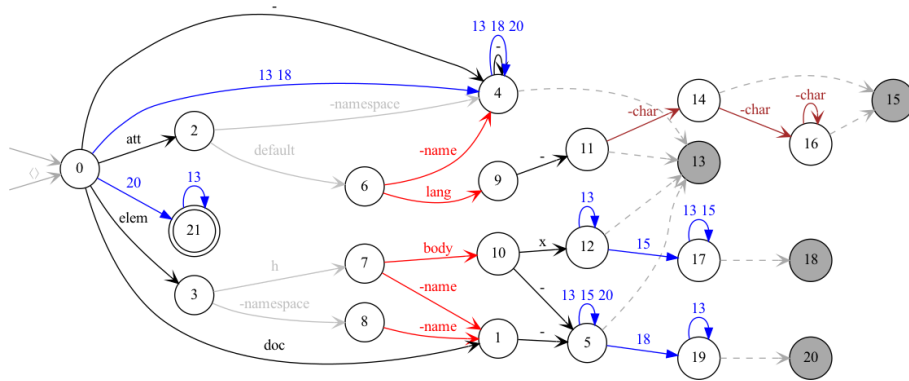 -
13 18 20
-
13 18
4
14
15
-namespace
-char
-char
-char
2
att
16
default
-name
-
11
⟨⟩
0
13
13
6
lang
9
20
elem
21
13
13 15
h
7
body
10
x
12
15
17
18
3
-namespace
-name
-
13 15 20
13
8
-name
doc
1
-
5
18
19
20